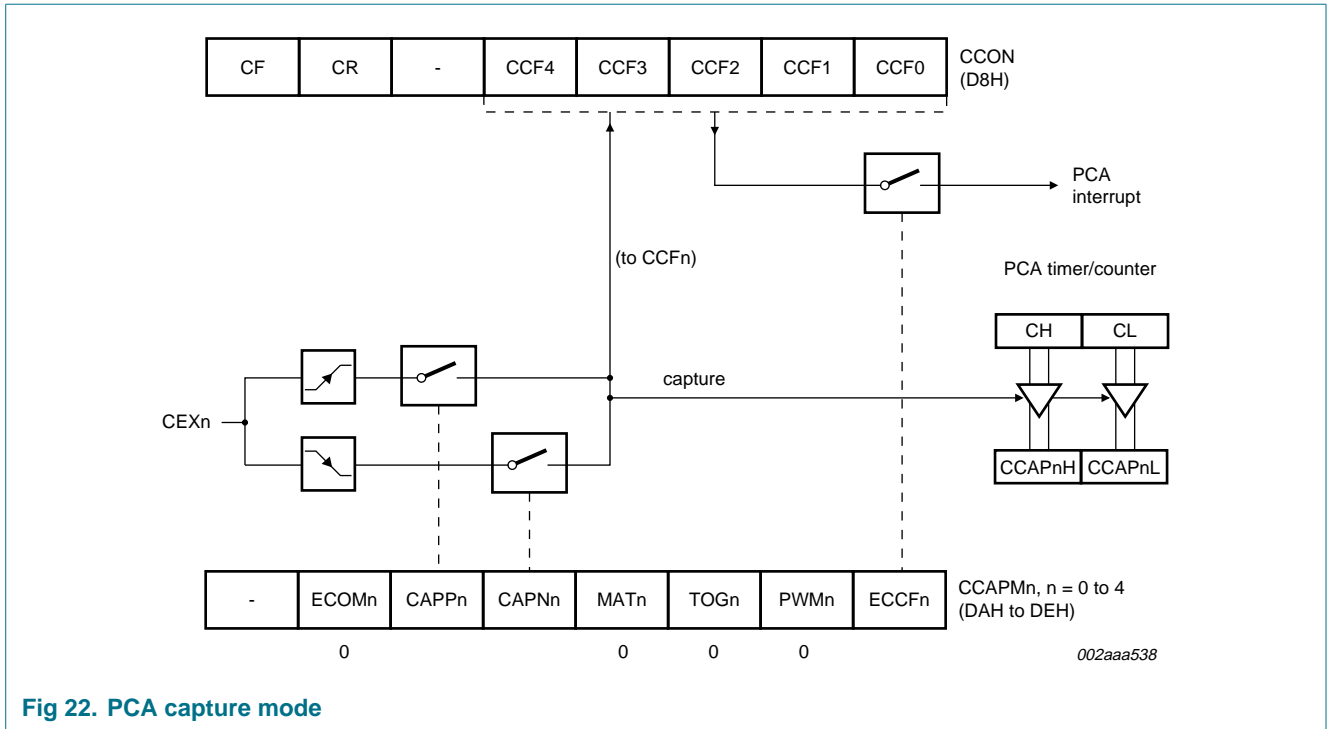 CF CR - CCF4 CCF3 CCF2 CCF1 CCF0
CCON
(D8H)
PCA
interrupt
(to CCFn)
PCA timer/counter
CH CL
capture
CEXn
CCAPnH CCAPnL
- ECOMn CAPPn CAPNn MATn TOGn PWMn ECCFn
CCAPMn, n = 0 to 4
(DAH to DEH)
0 0 0 0
002aaa538
Fig 22. PCA capture mode